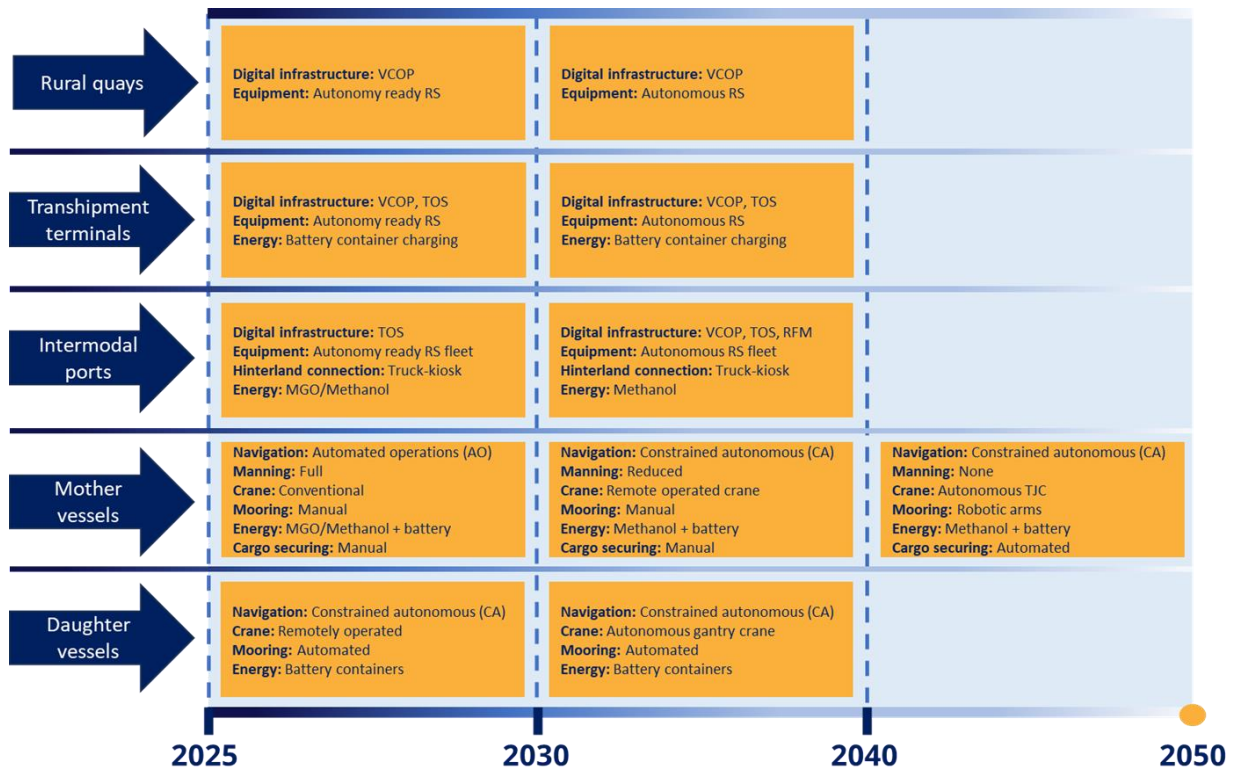 Rural quays
Digital infrastructure: VCOP
Equipment: Autonomy ready RS
Digital infrastructure: VCOP
Equipment: Autonomous RS
Transhipment
terminals
Digital infrastructure: VCOP, TOS
Equipment: Autonomy ready RS
Energy: Battery container charging
Digital infrastructure: VCOP, TOS
Equipment: Autonomous RS
Energy: Battery container charging
Intermodal
ports
Digital infrastructure: TOS
Equipment: Autonomy ready RS fleet
Hinterland connection: Truck-kiosk
Energy: MGO/Methanol
Digital infrastructure: VCOP, TOS, RFM
Equipment: Autonomous RS fleet
Hinterland connection: Truck-kiosk
Energy: Methanol
Mother
vessels
Navigation: Automated operations (AO)
Manning: Full
Crane: Conventional
Mooring: Manual
Energy: MGO/Methanol + battery
Cargo securing: Manual
Navigation: Constrained autonomous (CA)
Manning: Reduced
Crane: Remote operated crane
Mooring: Manual
Energy: Methanol + battery
Cargo securing: Manual
Navigation: Constrained autonomous (CA)
Manning: None
Crane: Autonomous TJC
Mooring: Robotic arms
Energy: Methanol + battery
Cargo securing: Automated
Daughter
vessels
Navigation: Constrained autonomous (CA)
Crane: Remotely operated
Mooring: Automated
Energy: Battery containers
Navigation: Constrained autonomous (CA)
Crane: Autonomous gantry crane
Mooring: Automated
Energy: Battery containers
2025
2030
2040
2050